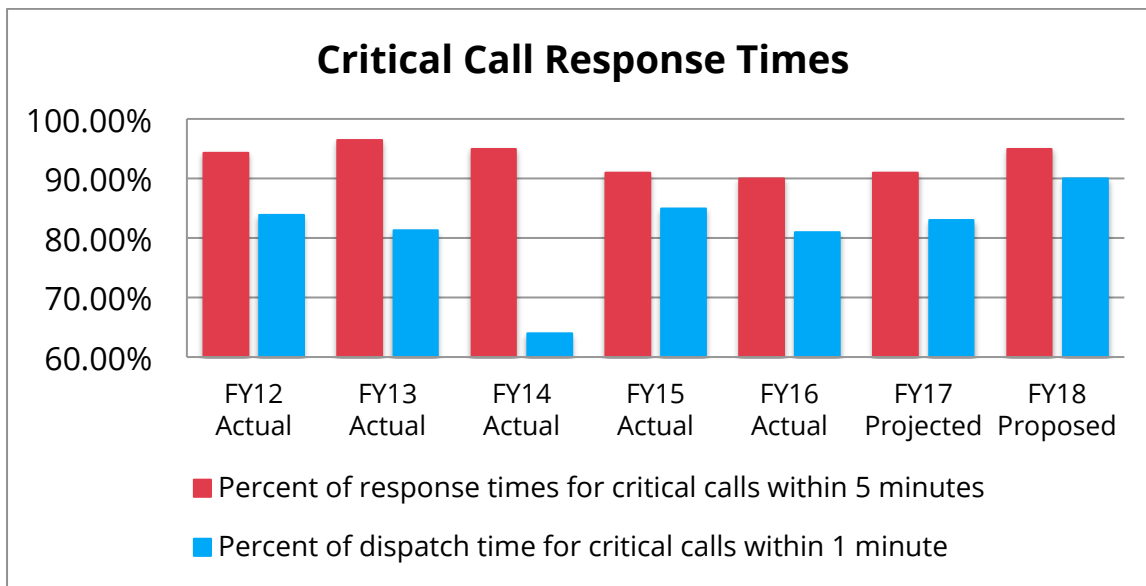 Critical Call Response Times
100.00%
90.00%
80.00%
70.00%
60.00%
FY12 Actual
FY13 Actual
FY14 Actual
FY15 Actual
FY16 Actual
FY17 Projected
FY18 Proposed
Percent of response times for critical calls within 5 minutes
Percent of dispatch time for critical calls within 1 minute